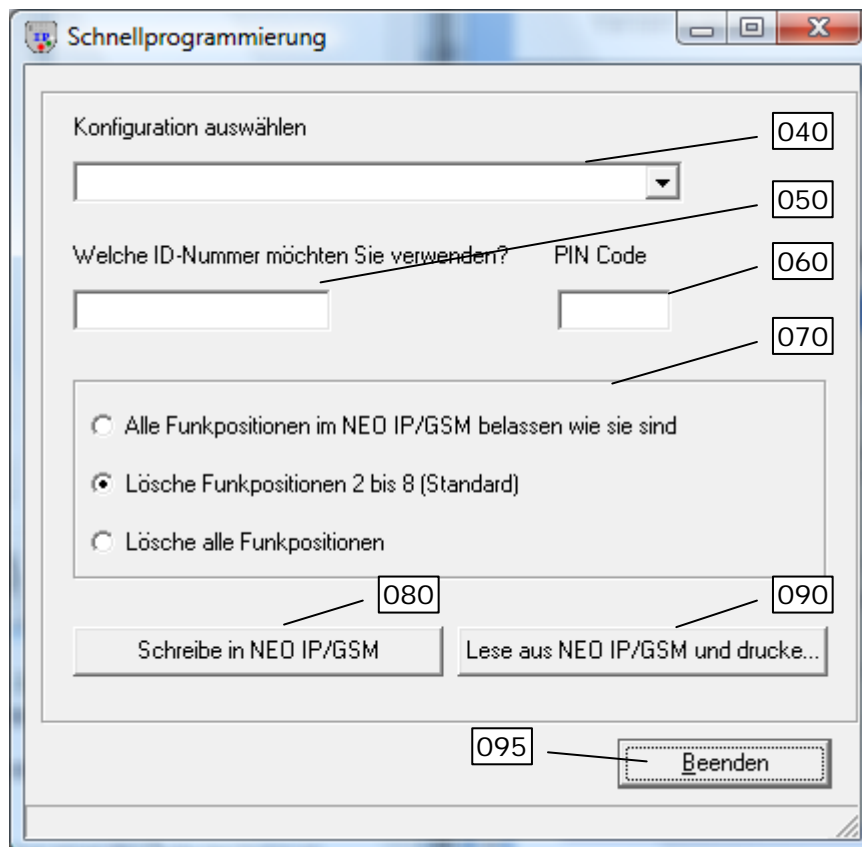 Schnellprogrammierung
Konfiguration auswählen
040
050
Welche ID-Nummer möchten Sie verwenden? PIN Code
060
070
Alle Funkpositionen im NEO IP/GSM belassen wie sie sind
Lösche Funkpositionen 2 bis 8 (Standard)
Lösche alle Funkpositionen
080 090
Schreibe in NEO IP/GSM Lese aus NEO IP/GSM und drucke...
095
Beenden